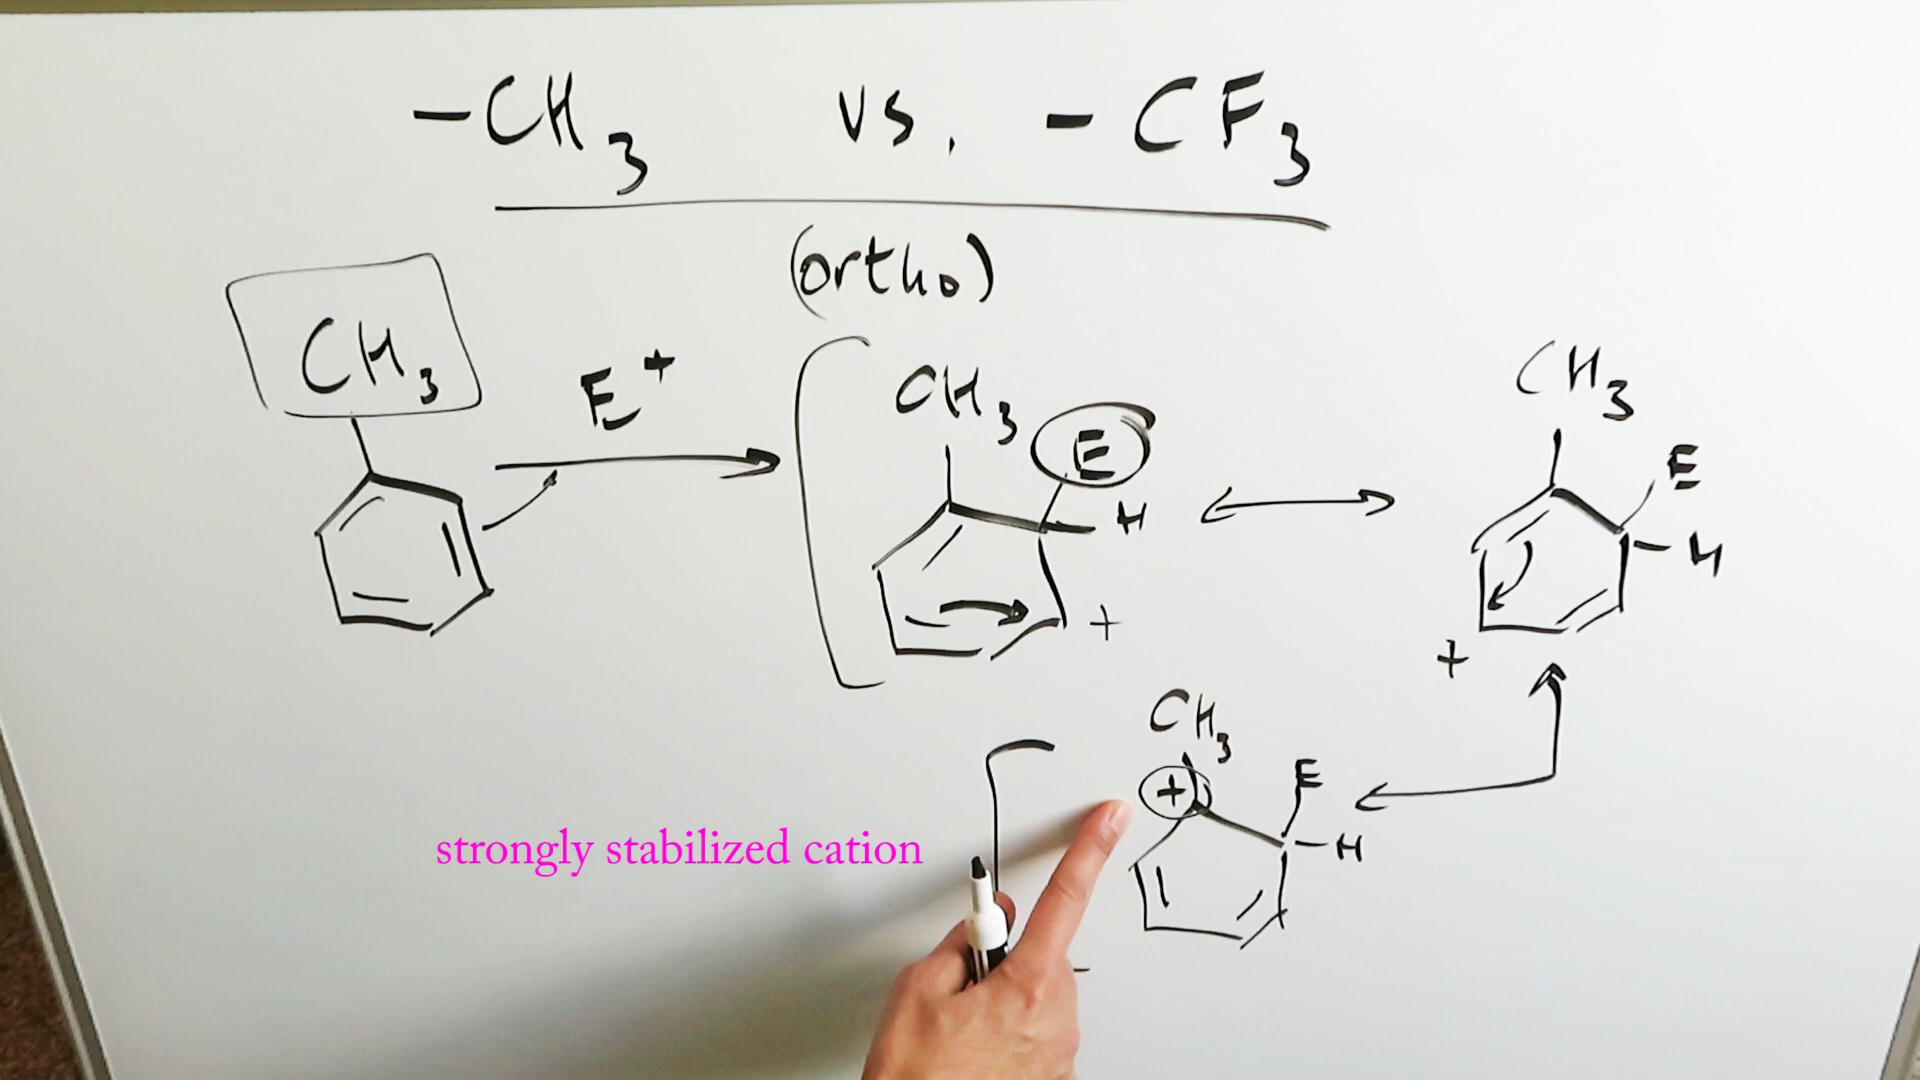 -CH3 vs. -CF3
(ortho)
CH3
E+
CH3
E
H
+
CH3
E
H
+
CH3
+
E
H
strongly stabilized cation